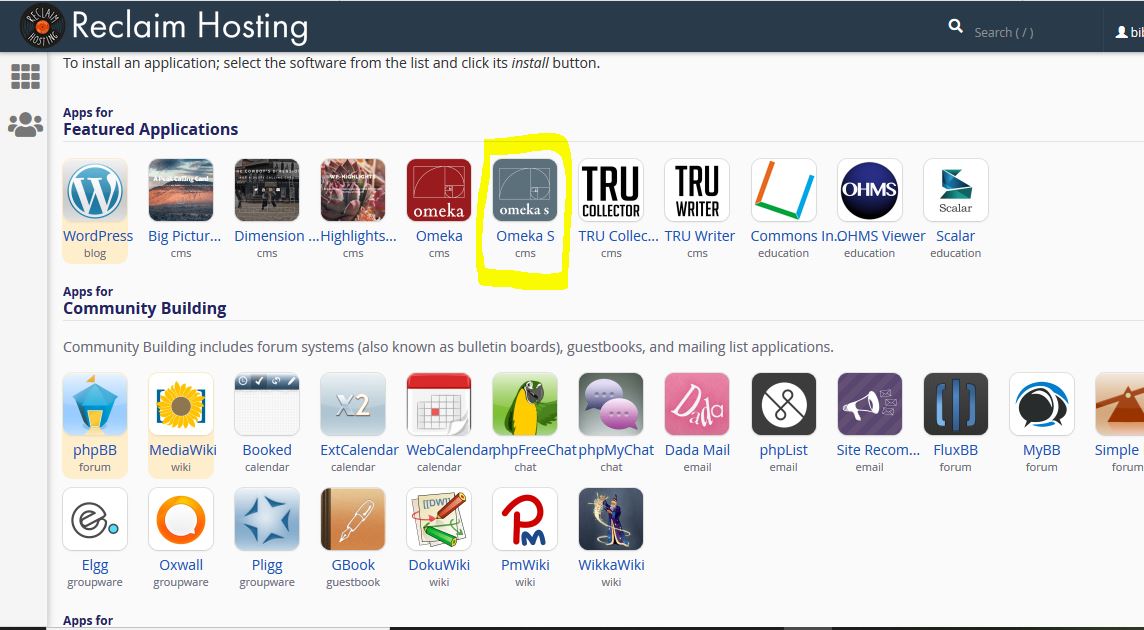 RECLAIM HOSTING Reclaim Hosting
Search ( / )
To install an application; select the software from the list and click its install button.
Apps for
Featured Applications
omeka omeka s TRU COLLECTOR TRU WRITER OHMS Scalar
WordPress Big Pictur... Dimension ... Highlights... Omeka Omeka S TRU Collec... TRU Writer Commons In... OHMS Viewer Scalar
blog cms cms cms cms cms cms cms education education education
Apps for
Community Building
Community Building includes forum systems (also known as bulletin boards), guestbooks, and mailing list applications.
X2 Dada
phpBB MediaWiki Booked ExtCalendar WebCalendar phpFreeChat phpMyChat Dada Mail phpList Site Recom... FluxBB MyBB Simple
forum wiki calendar calendar calendar chat chat email email email forum forum forum
[[DW]] PM
Elgg Oxwall Pligg GBook DokuWiki PmWiki WikkaWiki
groupware groupware groupware guestbook wiki wiki wiki
Apps for